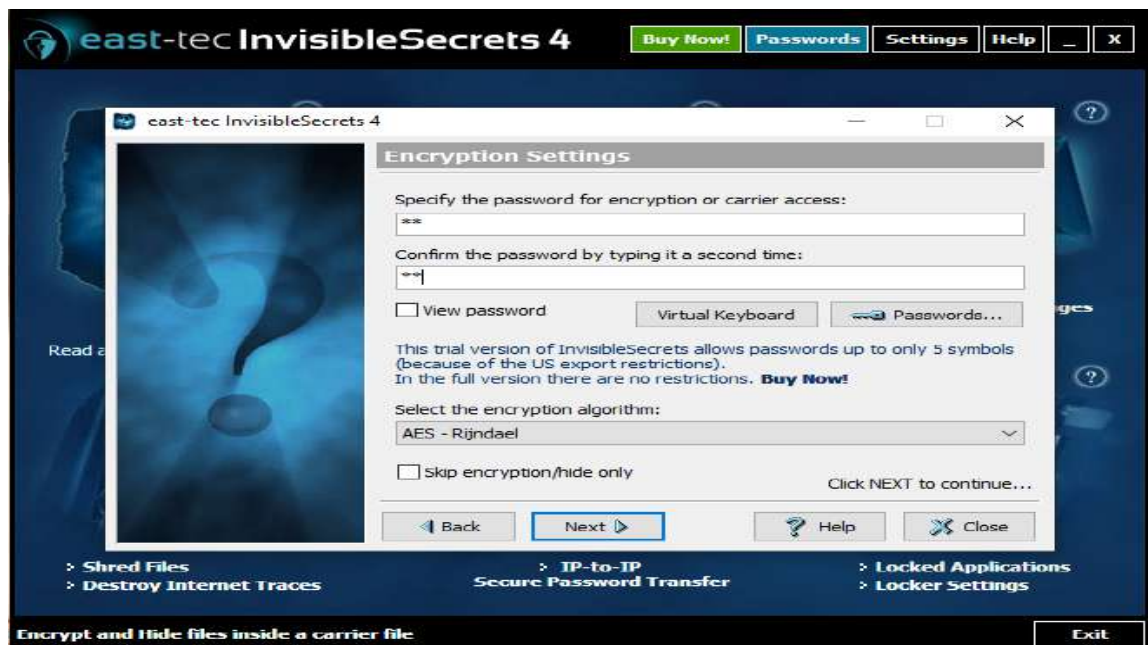 east-tec InvisibleSecrets 4
Buy Now! Passwords Settings Help _ X
?
east-tec InvisibleSecrets 4
Encryption Settings
Specify the password for encryption or carrier access:
**
Confirm the password by typing it a second time:
**
View password
Virtual Keyboard
Passwords...
ges
Read a
This trial version of InvisibleSecrets allows passwords up to only 5 symbols
(because of the US export restrictions).
In the full version there are no restrictions. Buy Now!
?
Select the encryption algorithm:
AES - Rijndael
Skip encryption/hide only
Click NEXT to continue...
Back Next Help Close
> Shred Files
> Destroy Internet Traces
> IP-to-IP
Secure Password Transfer
> Locked Applications
> Locker Settings
Encrypt and Hide files inside a carrier file
Exit